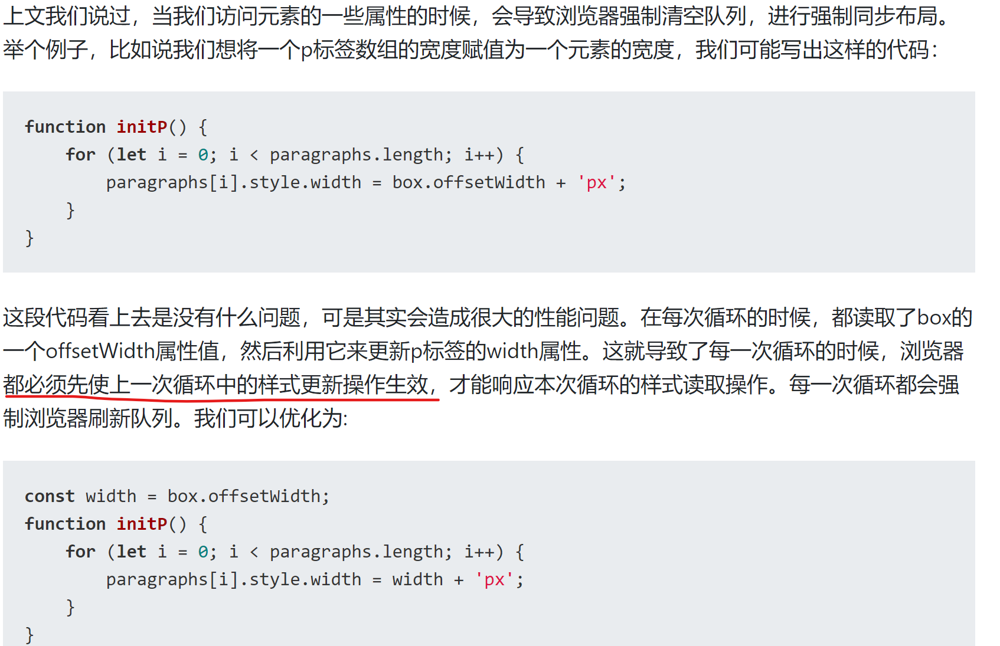 上文我们说过，当我们访问元素的一些属性的时候，会导致浏览器强制清空队列，进行强制同步布局。
举个例子，比如说我们想将一个p标签数组的宽度赋值为一个元素的宽度，我们可能写出这样的代码：
function initP() {
    for (let i = 0; i < paragraphs.length; i++) {
        paragraphs[i].style.width = box.offsetWidth + 'px';
    }
}
这段代码看上去是没有什么问题，可是其实会造成很大的性能问题。在每次循环的时候，都读取了box的
一个offsetWidth属性值，然后利用它来更新p标签的width属性。这就导致了每一次循环的时候，浏览器
都必须先使上一次循环中的样式更新操作生效，才能响应本次循环的样式读取操作。每一次循环都会强
制浏览器刷新队列。我们可以优化为:
const width = box.offsetWidth;
function initP() {
    for (let i = 0; i < paragraphs.length; i++) {
        paragraphs[i].style.width = width + 'px';
    }
}